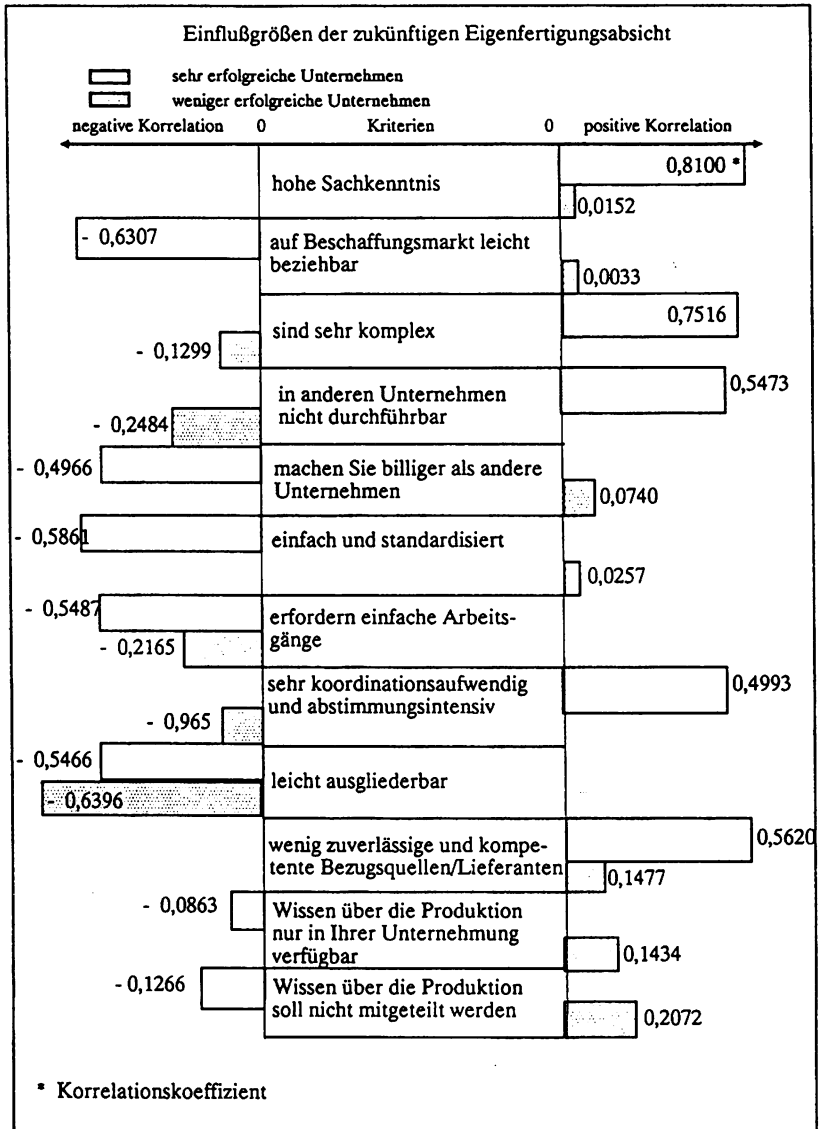 Einflußgrößen der zukünftigen Eigenfertigungsabsicht
sehr erfolgreiche Unternehmen
weniger erfolgreiche Unternehmen
negative Korrelation 0 Kriterien 0 positive Korrelation
0,8100 *
hohe Sachkenntnis
0,0152
- 0,6307
auf Beschaffungsmarkt leicht
beziehbar
0,0033
0,7516
sind sehr komplex
- 0,1299
0,5473
in anderen Unternehmen
nicht durchführbar
- 0,2484
- 0,4966
machen Sie billiger als andere
Unternehmen
0,0740
- 0,5861
einfach und standardisiert
0,0257
- 0,5487
erfordern einfache Arbeits-
gänge
- 0,2165
sehr koordinationsaufwendig
und abstimmungsintensiv
0,4993
- 0,965
- 0,5466
leicht ausgliederbar
- 0,6396
wenig zuverlässige und kompe-
tente Bezugsquellen/Lieferanten
0,5620
0,1477
- 0,0863
Wissen über die Produktion
nur in Ihrer Unternehmung
verfügbar
0,1434
- 0,1266
Wissen über die Produktion
soll nicht mitgeteilt werden
0,2072
* Korrelationskoeffizient